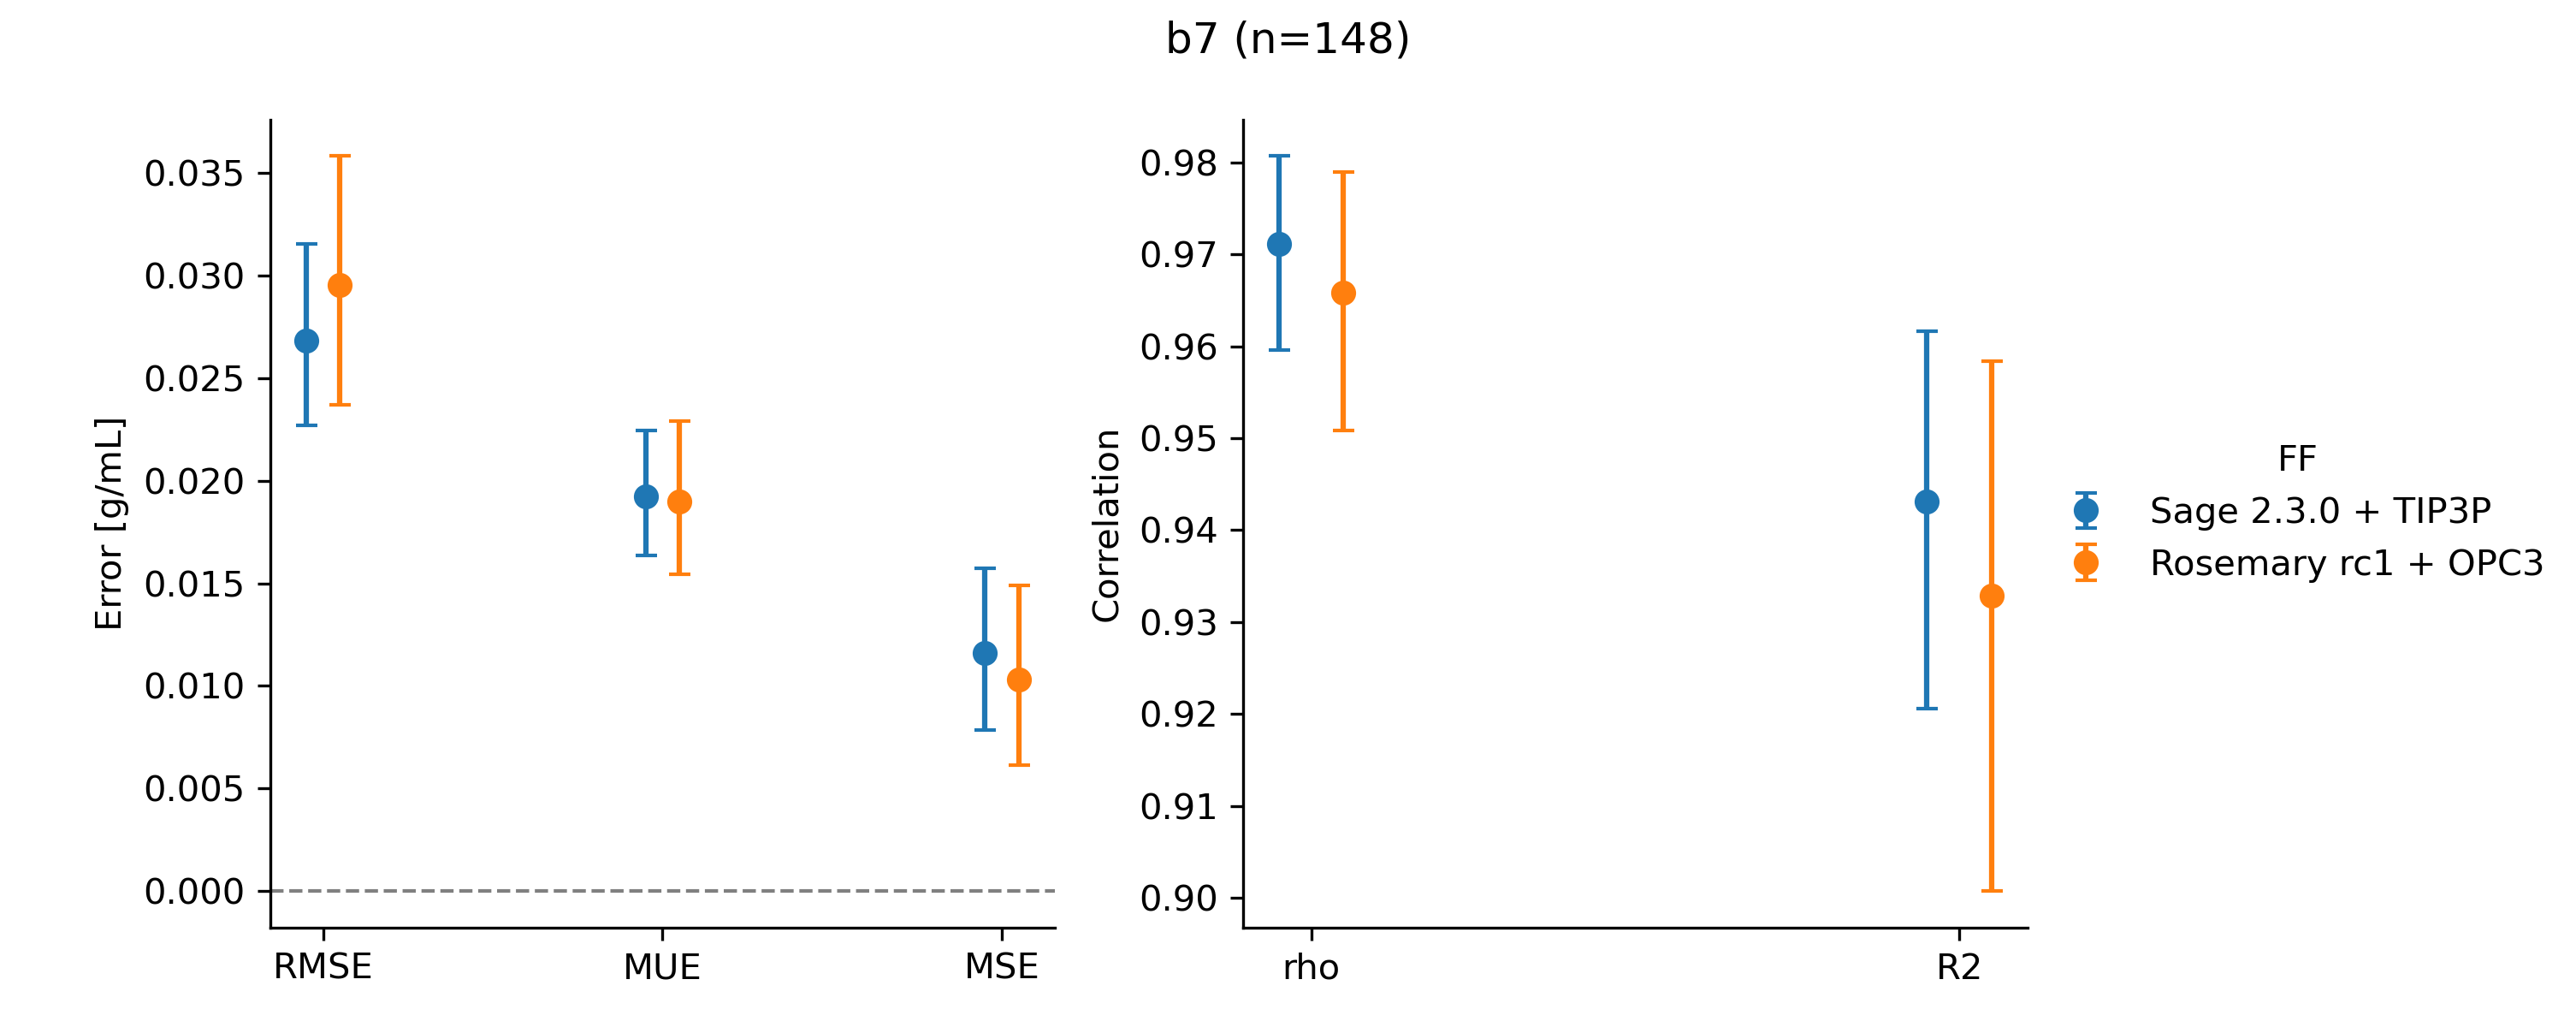 b7 (n=148)
Error [g/mL]
0.035
0.030
0.025
0.020
0.015
0.010
0.005
0.000
RMSE
MUE
MSE
Correlation
0.98
0.97
0.96
0.95
0.94
0.93
0.92
0.91
0.90
rho
R2
FF
Sage 2.3.0 + TIP3P
Rosemary rc1 + OPC3